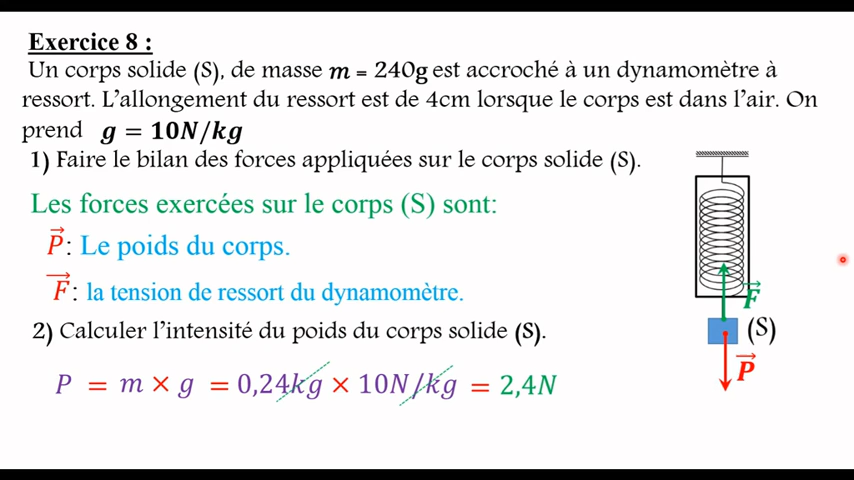 Exercice 8 :
Un corps solide (S), de masse m = 240g est accroché à un dynamomètre à
ressort. L'allongement du ressort est de 4cm lorsque le corps est dans l'air. On
prend g = 10N/kg
1) Faire le bilan des forces appliquées sur le corps solide (S).
Les forces exercées sur le corps (S) sont:
P⃗: Le poids du corps.
F⃗: la tension de ressort du dynamomètre.
2) Calculer l'intensité du poids du corps solide (S).
P = m × g = 0,24kg × 10N/kg = 2,4N
F⃗
(S)
P⃗